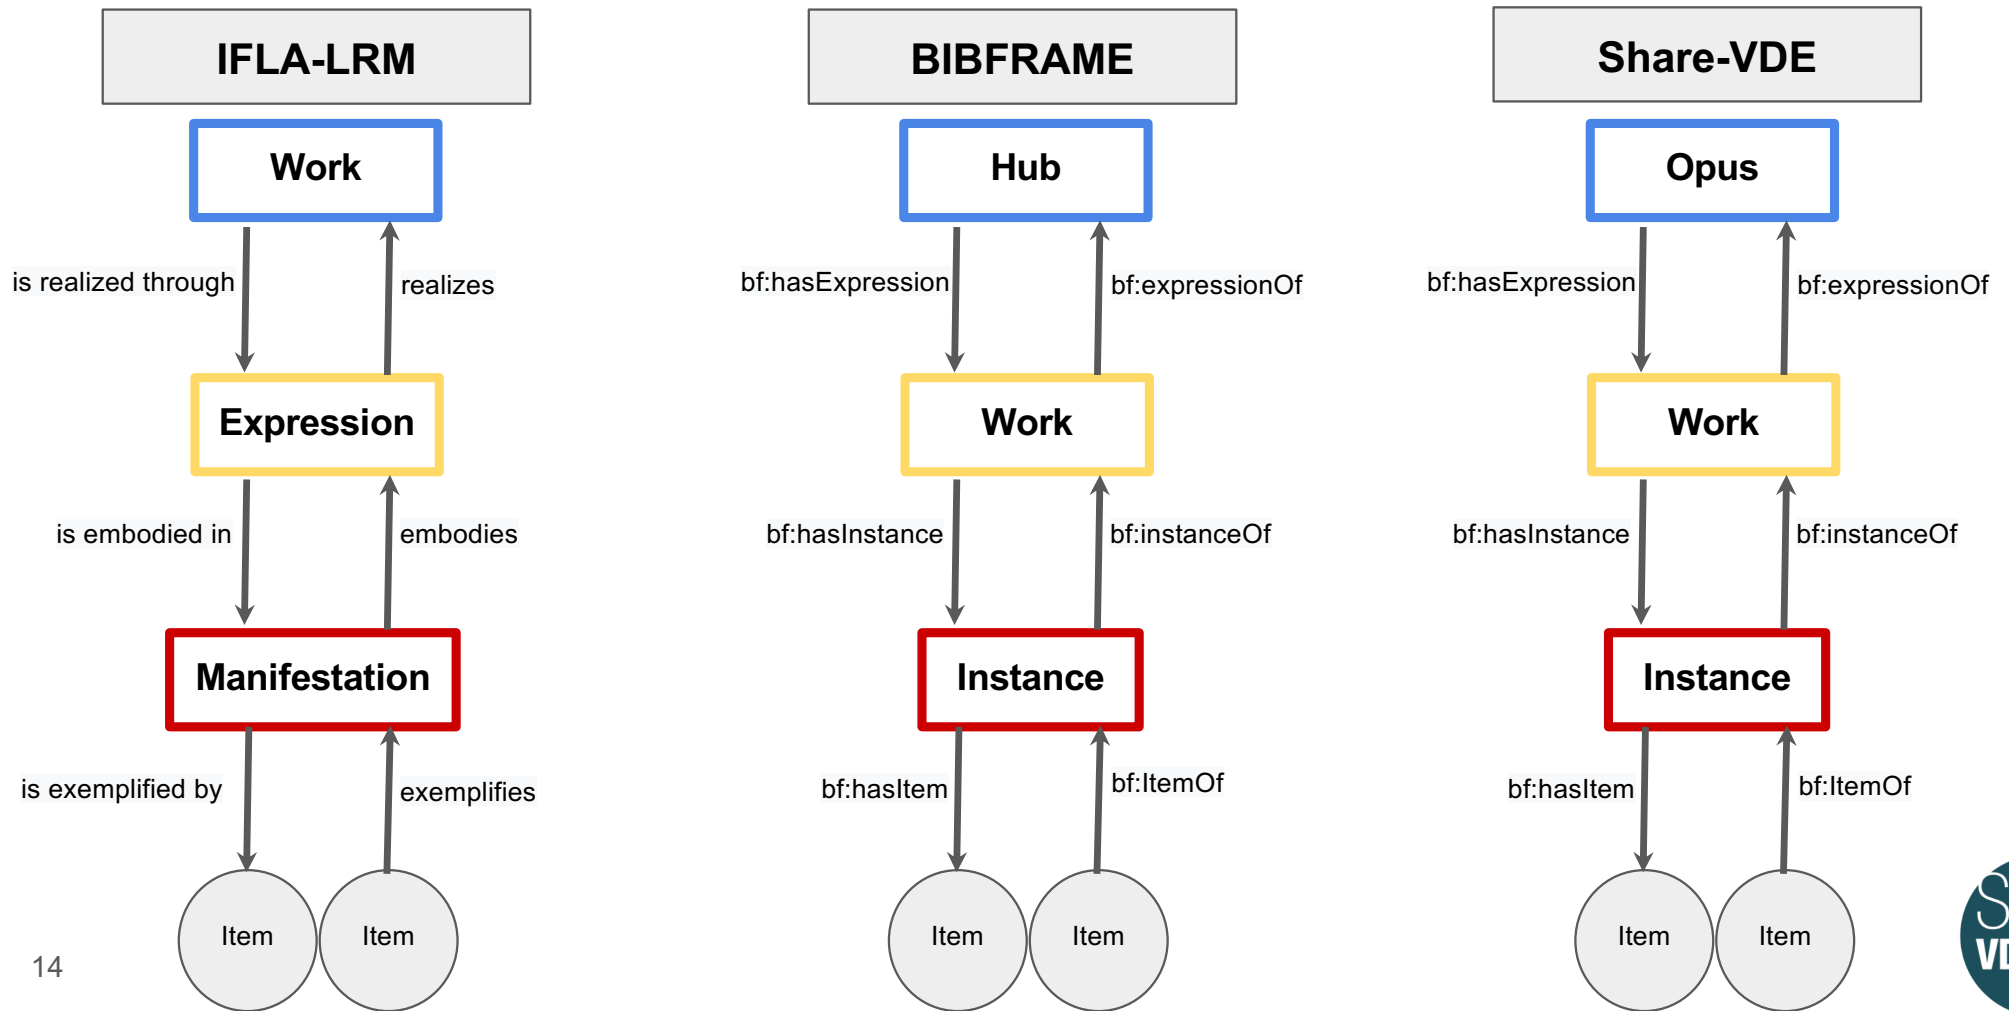 IFLA-LRM
Work
is realized through
realizes
Expression
is embodied in
embodies
Manifestation
is exemplified by
exemplifies
Item
Item
BIBFRAME
Hub
bf:hasExpression
bf:expressionOf
Work
bf:hasInstance
bf:instanceOf
Instance
bf:hasItem
bf:ItemOf
Item
Item
Share-VDE
Opus
bf:hasExpression
bf:expressionOf
Work
bf:hasInstance
bf:instanceOf
Instance
bf:hasItem
bf:ItemOf
Item
Item
14